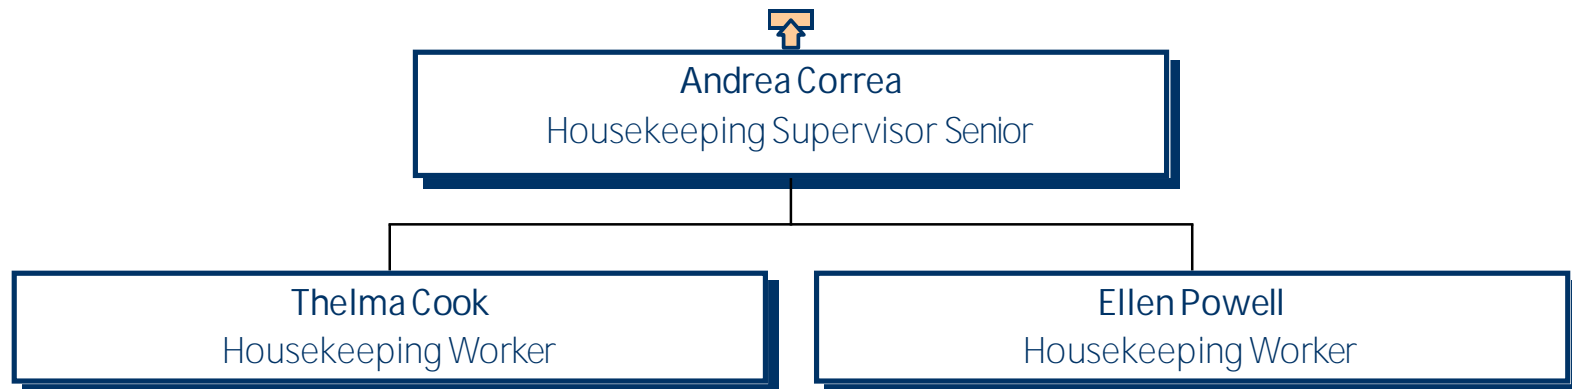 Andrea Correa
Housekeeping Supervisor Senior
Thelma Cook
Housekeeping Worker
Ellen Powell
Housekeeping Worker